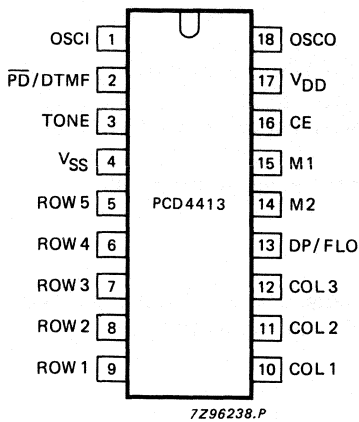 OSCI 1 18 OSCO
P̅D̅/DTMF 2 17 VDD
TONE 3 16 CE
VSS 4 15 M1
ROW 5 5 PCD4413 14 M2
ROW 4 6 13 DP/FLO
ROW 3 7 12 COL 3
ROW 2 8 11 COL 2
ROW 1 9 10 COL 1
7Z96238.P